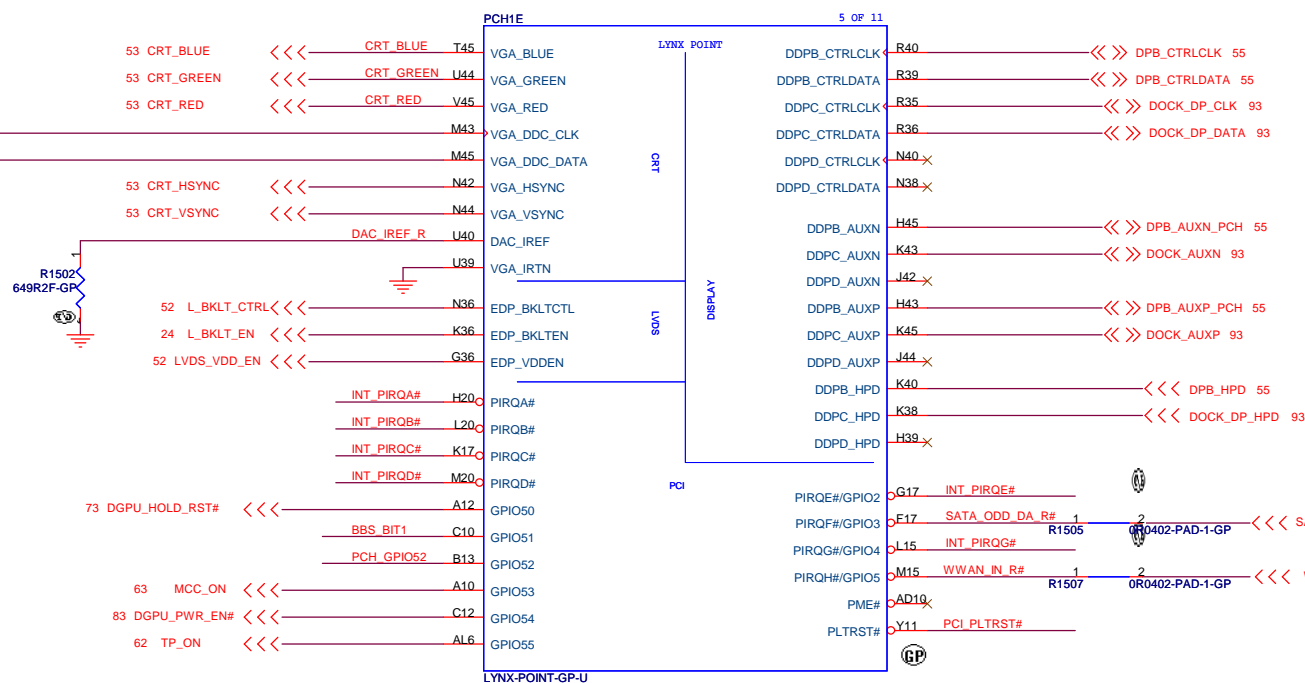 PCH1E 5 OF 11
LYNX POINT
53 CRT_BLUE CRT_BLUE T45 VGA_BLUE DDPB_CTRLCLK R40 DPB_CTRLCLK 55
53 CRT_GREEN CRT_GREEN U44 VGA_GREEN DDPB_CTRLDATA R39 DPB_CTRLDATA 55
53 CRT_RED CRT_RED V45 VGA_RED DDPC_CTRLCLK R35 DOCK_DP_CLK 93
M43 VGA_DDC_CLK DDPC_CTRLDATA R36 DOCK_DP_DATA 93
M45 VGA_DDC_DATA DDPD_CTRLCLK N40
CRT
53 CRT_HSYNC N42 VGA_HSYNC DDPD_CTRLDATA N38
53 CRT_VSYNC N44 VGA_VSYNC
DDPB_AUXN H45 DPB_AUXN_PCH 55
DAC_IREF_R U40 DAC_IREF
DDPC_AUXN K43 DOCK_AUXN 93
1 R1502 U39 VGA_IRTN
DDPD_AUXN J42
649R2F-GP
DISPLAY
52 L_BKLT_CTRL N36 EDP_BKLTCTL DDPB_AUXP H43 DPB_AUXP_PCH 55
LVDS
24 L_BKLT_EN K36 EDP_BKLTEN DDPC_AUXP K45 DOCK_AUXP 93
52 LVDS_VDD_EN G36 EDP_VDDEN DDPD_AUXP J44
DDPB_HPD K40 DPB_HPD 55
INT_PIRQA# H20 PIRQA#
DDPC_HPD K38 DOCK_DP_HPD 93
INT_PIRQB# L20 PIRQB#
DDPD_HPD H39
INT_PIRQC# K17 PIRQC#
INT_PIRQD# M20 PIRQD#
PCI
PIRQE#/GPIO2 G17 INT_PIRQE#
73 DGPU_HOLD_RST# A12 GPIO50
PIRQF#/GPIO3 F17 SATA_ODD_DA_R# 1 2
R1505 0R0402-PAD-1-GP
BBS_BIT1 C10 GPIO51
PIRQG#/GPIO4 L15 INT_PIRQG#
PCH_GPIO52 B13 GPIO52
PIRQH#/GPIO5 M15 WWAN_IN_R# 1 2
R1507 0R0402-PAD-1-GP
63 MCC_ON A10 GPIO53
PME# AD10
83 DGPU_PWR_EN# C12 GPIO54
PLTRST# Y11 PCI_PLTRST#
62 TP_ON AL6 GPIO55
GP
LYNX-POINT-GP-U